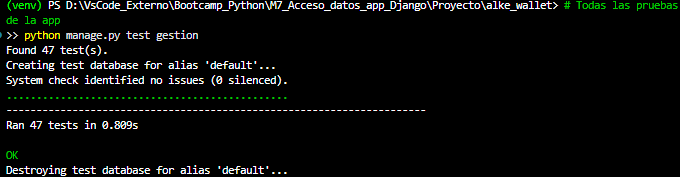 (venv) PS D:\VsCode_Externo\Bootcamp_Python\M7_Acceso_datos_app_Django\Proyecto\alke_wallet> # Todas las pruebas
de la app
>> python manage.py test gestion
Found 47 test(s).
Creating test database for alias 'default'...
System check identified no issues (0 silenced).
...............................................
----------------------------------------------------------------------
Ran 47 tests in 0.809s
OK
Destroying test database for alias 'default'...